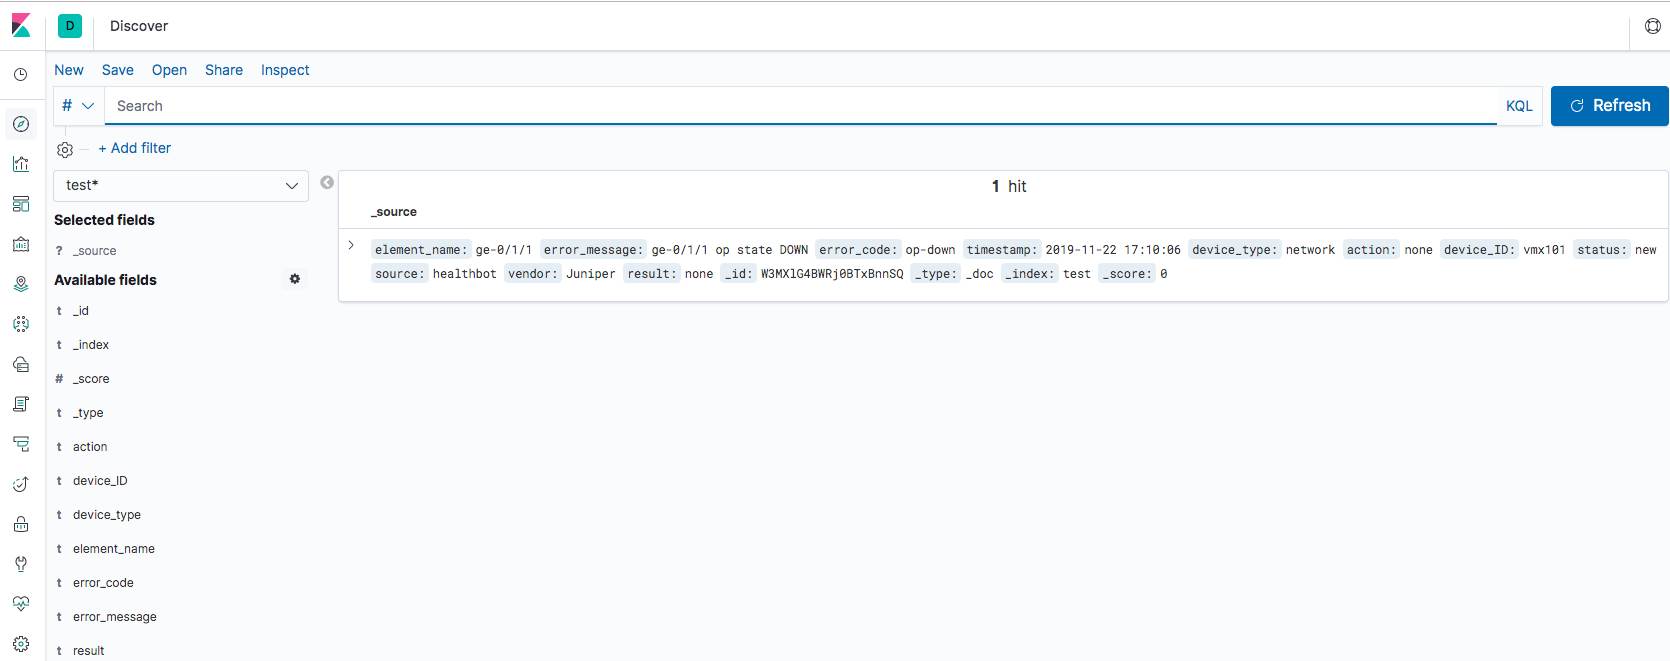 D Discover
New Save Open Share Inspect
# Search KQL Refresh
+ Add filter
test*
1 hit
Selected fields
_source
? _source
element_name: ge-0/1/1 error_message: ge-0/1/1 op state DOWN error_code: op-down timestamp: 2019-11-22 17:10:06 device_type: network action: none device_ID: vmx101 status: new
source: healthbot vendor: Juniper result: none _id: W3MXlG4BWRj0BTxBnnSQ _type: _doc _index: test _score: 0
Available fields
t _id
t _index
# _score
t _type
t action
t device_ID
t device_type
t element_name
t error_code
t error_message
t result